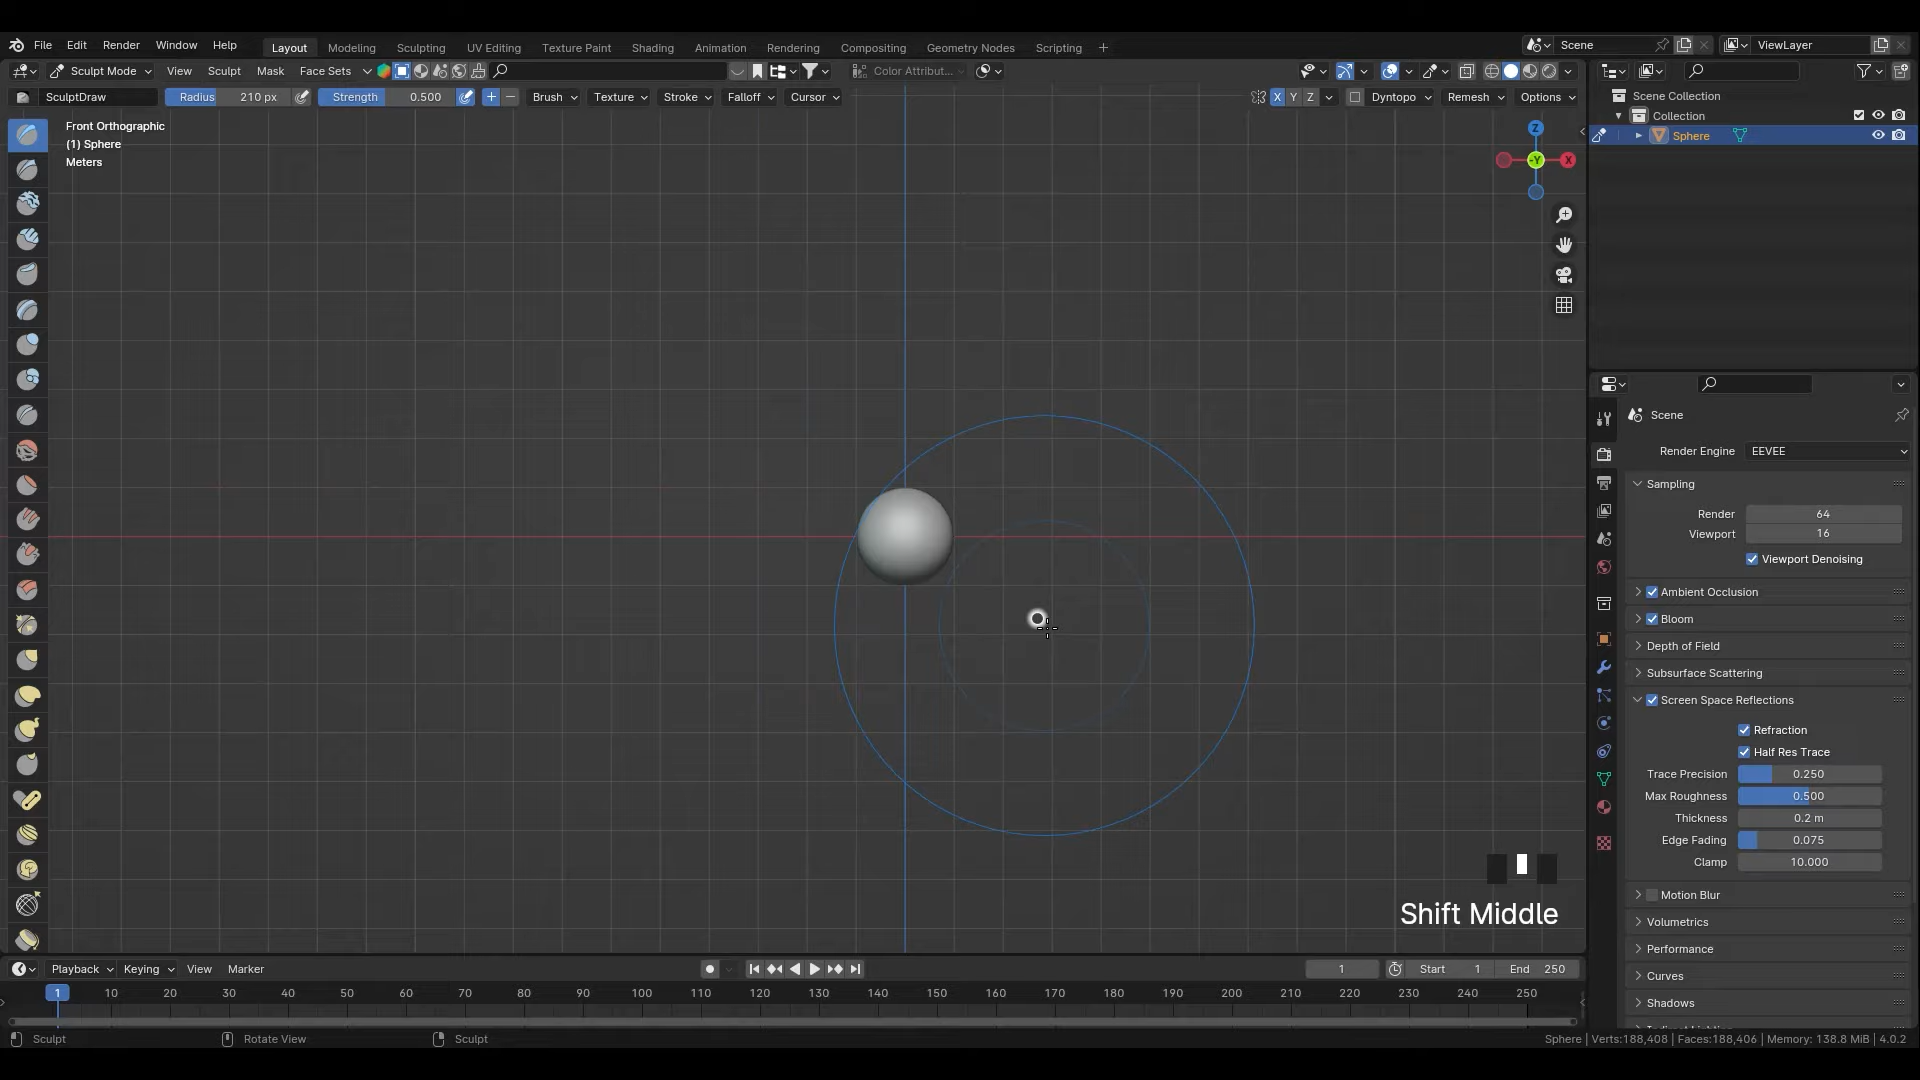 File Edit Render Window Help Layout Modeling Sculpting UV Editing Texture Paint Shading Animation Rendering Compositing Geometry Nodes Scripting + Scene ViewLayer
Sculpt Mode View Sculpt Mask Face Sets Color Attribut...
SculptDraw Radius 210 px Strength 0.500 Brush Texture Stroke Falloff Cursor X Y Z Dyntopo Remesh Options
Front Orthographic
(1) Sphere
Meters
Z
-Y
X
Scene Collection
Collection
Sphere
Scene
Render Engine EEVEE
Sampling
Render 64
Viewport 16
Viewport Denoising
Ambient Occlusion
Bloom
Depth of Field
Subsurface Scattering
Screen Space Reflections
Refraction
Half Res Trace
Trace Precision 0.250
Max Roughness 0.500
Thickness 0.2 m
Edge Fading 0.075
Clamp 10.000
Motion Blur
Volumetrics
Performance
Curves
Shadows
Shift Middle
Playback Keying View Marker 1 Start 1 End 250
1 10 20 30 40 50 60 70 80 90 100 110 120 130 140 150 160 170 180 190 200 210 220 230 240 250
Sculpt Rotate View Sculpt Sphere | Verts:188,408 | Faces:188,406 | Memory: 138.8 MiB | 4.0.2